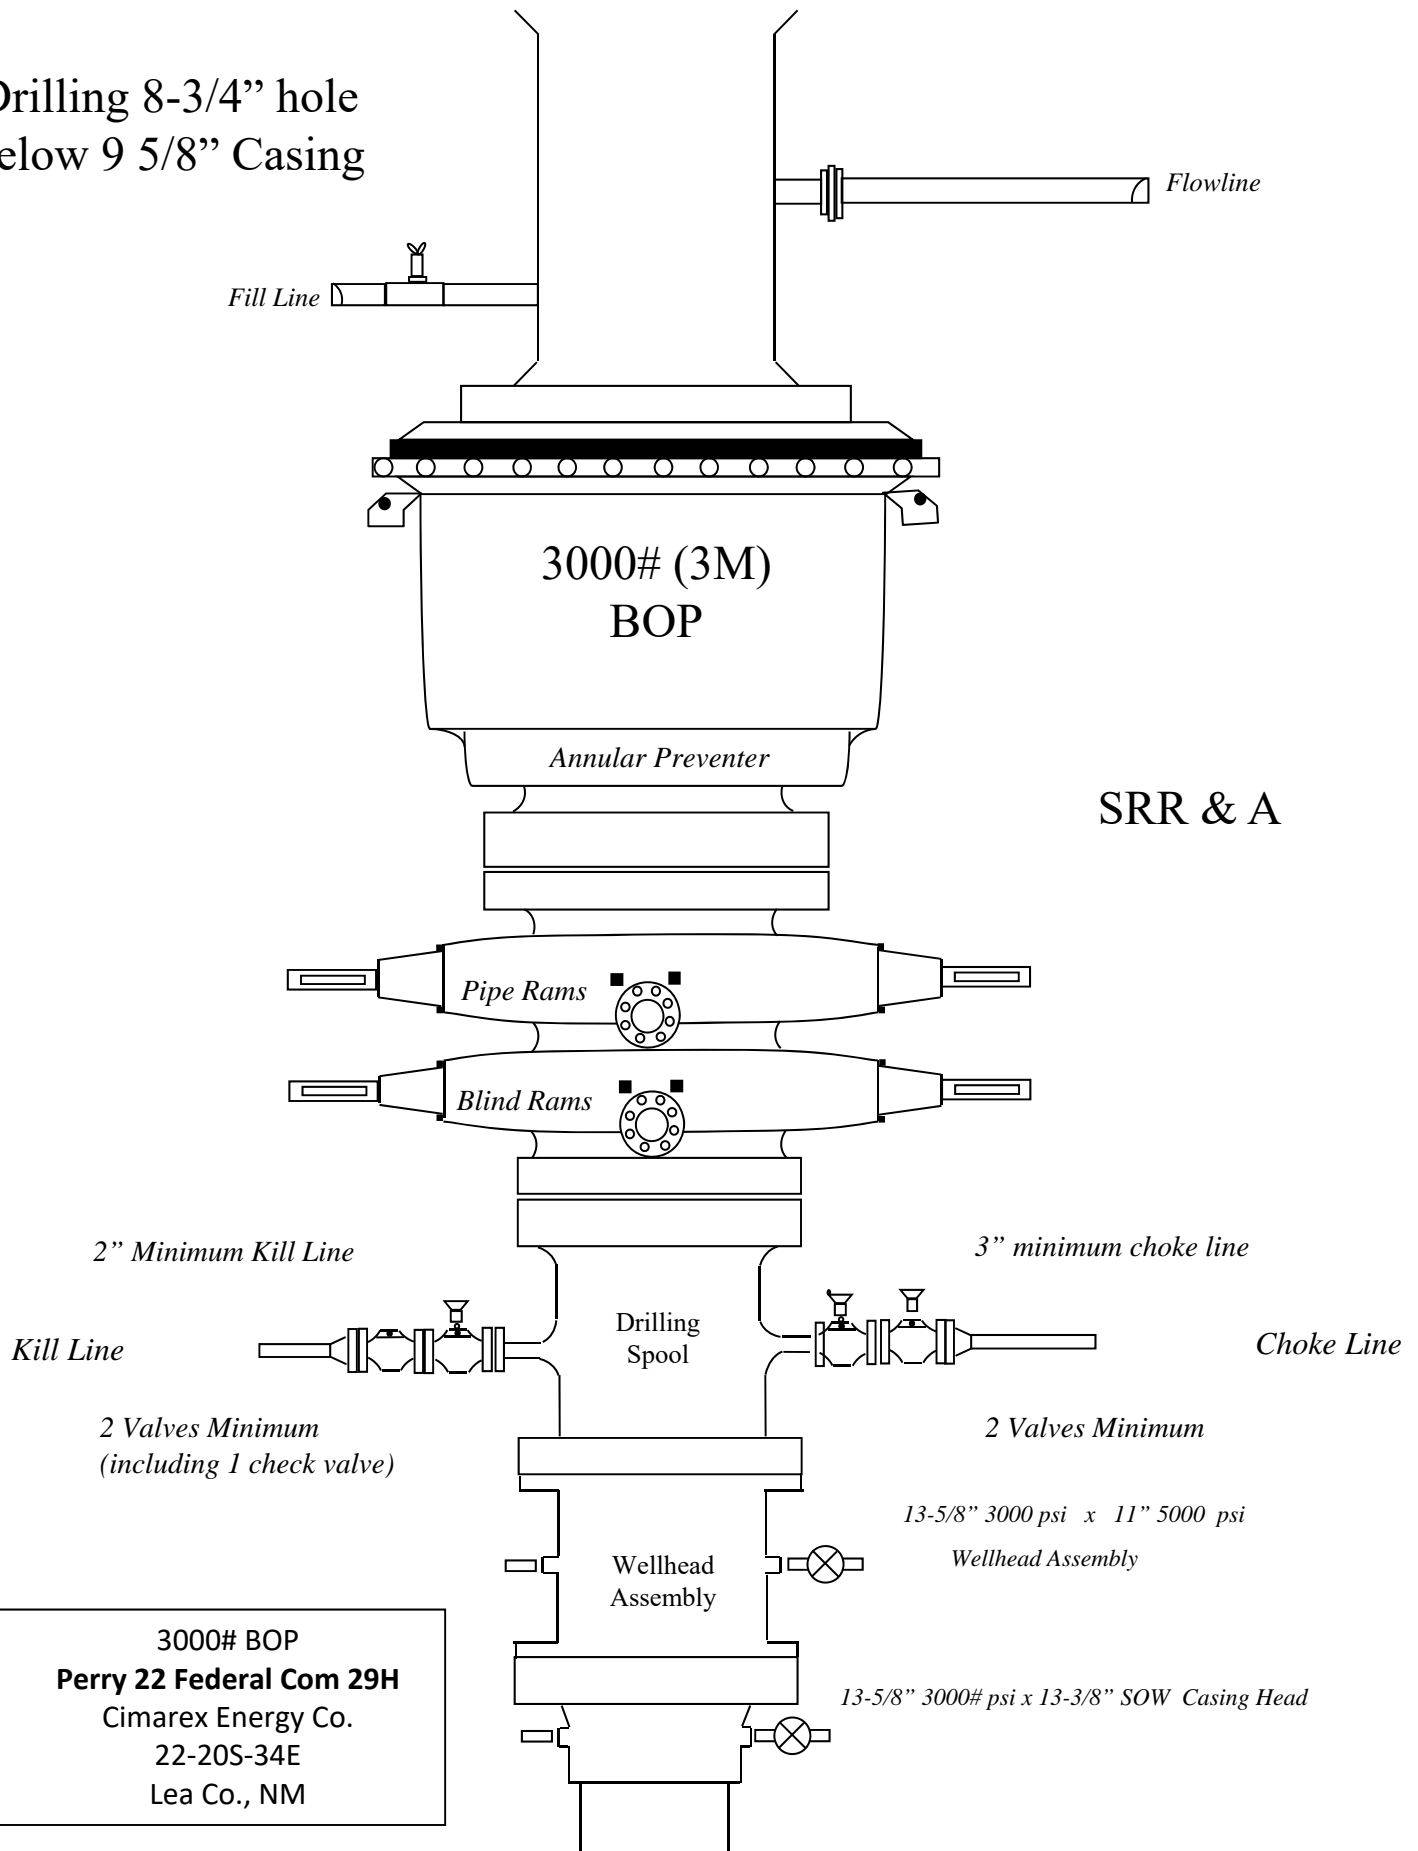 Drilling 8-3/4” hole
elow 9 5/8” Casing
Flowline
Fill Line
3000# (3M)
BOP
Annular Preventer
SRR & A
Pipe Rams
Blind Rams
2” Minimum Kill Line
3” minimum choke line
Drilling
Spool
Kill Line
Choke Line
2 Valves Minimum
(including 1 check valve)
2 Valves Minimum
13-5/8” 3000 psi x 11” 5000 psi
Wellhead Assembly
Wellhead
Assembly
3000# BOP
Perry 22 Federal Com 29H
Cimarex Energy Co.
22-20S-34E
Lea Co., NM
13-5/8” 3000# psi x 13-3/8” SOW Casing Head